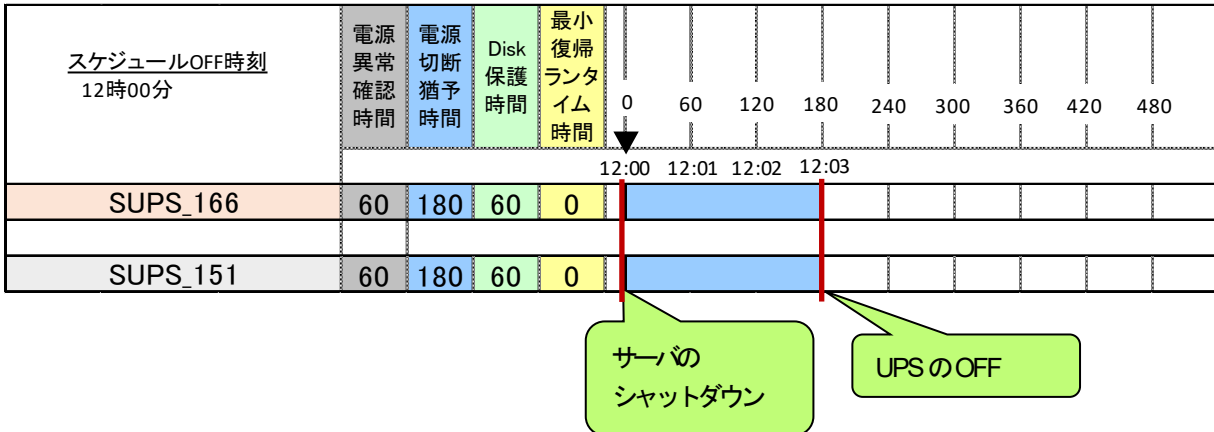 スケジュールOFF時刻
12時00分
電源
異常
確認
時間
電源
切断
猶予
時間
Disk
保護
時間
最小
復帰
ランタ
イム
時間
0 60 120 180 240 300 360 420 480
12:00 12:01 12:02 12:03
SUPS_166 60 180 60 0
SUPS_151 60 180 60 0
サーバの
シャットダウン
UPSのOFF